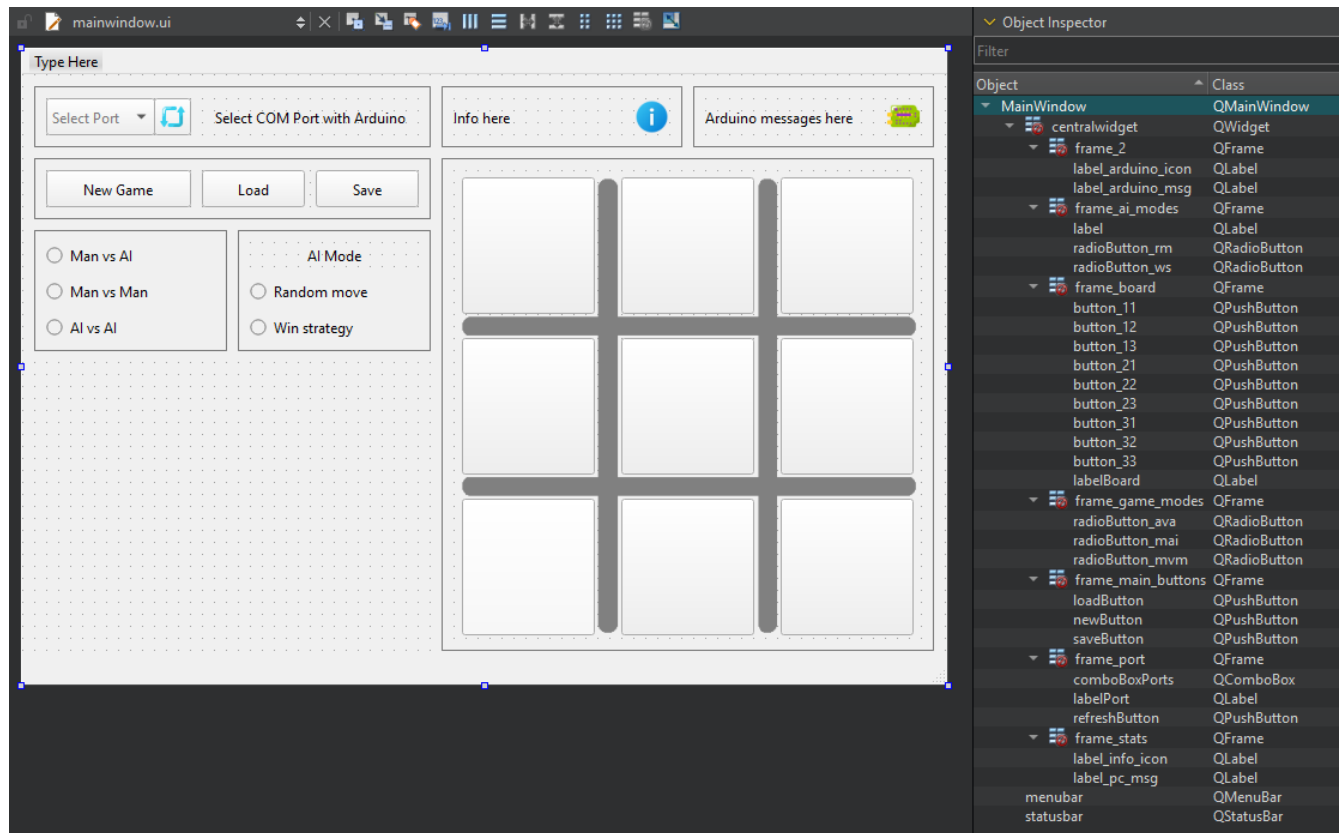 mainwindow.ui
Object Inspector
Filter
Type Here
Select Port
Select COM Port with Arduino
Info here
i
Arduino messages here
New Game
Load
Save
Man vs AI
Man vs Man
AI vs AI
AI Mode
Random move
Win strategy
Object Class
MainWindow QMainWindow
centralwidget QWidget
frame_2 QFrame
label_arduino_icon QLabel
label_arduino_msg QLabel
frame_ai_modes QFrame
label QLabel
radioButton_rm QRadioButton
radioButton_ws QRadioButton
frame_board QFrame
button_11 QPushButton
button_12 QPushButton
button_13 QPushButton
button_21 QPushButton
button_22 QPushButton
button_23 QPushButton
button_31 QPushButton
button_32 QPushButton
button_33 QPushButton
labelBoard QLabel
frame_game_modes QFrame
radioButton_ava QRadioButton
radioButton_mai QRadioButton
radioButton_mvm QRadioButton
frame_main_buttons QFrame
loadButton QPushButton
newButton QPushButton
saveButton QPushButton
frame_port QFrame
comboBoxPorts QComboBox
labelPort QLabel
refreshButton QPushButton
frame_stats QFrame
label_info_icon QLabel
label_pc_msg QLabel
menubar QMenuBar
statusbar QStatusBar